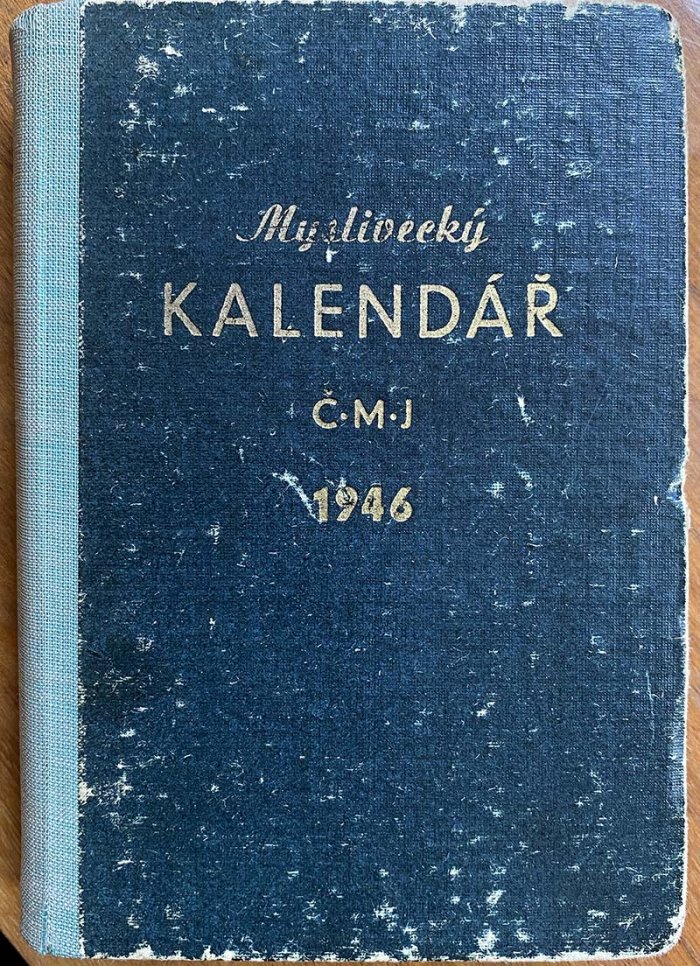 Myslivecký
KALENDÁŘ
Č·M·J
1946